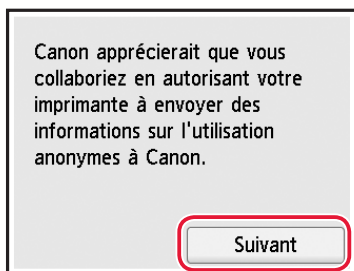 Canon apprécierait que vous
collaboriez en autorisant votre
imprimante à envoyer des
informations sur l'utilisation
anonymes à Canon.
Suivant